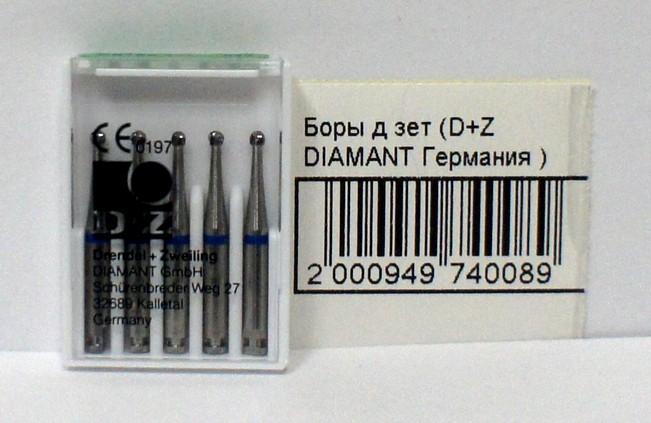 CE 0197
D+Z
Drendel + Zweiling
DIAMANT GmbH
Schürenbreder Weg 27
32689 Kalletal
Germany
Боры д зет (D+Z
DIAMANT Германия )
2 000949 740089